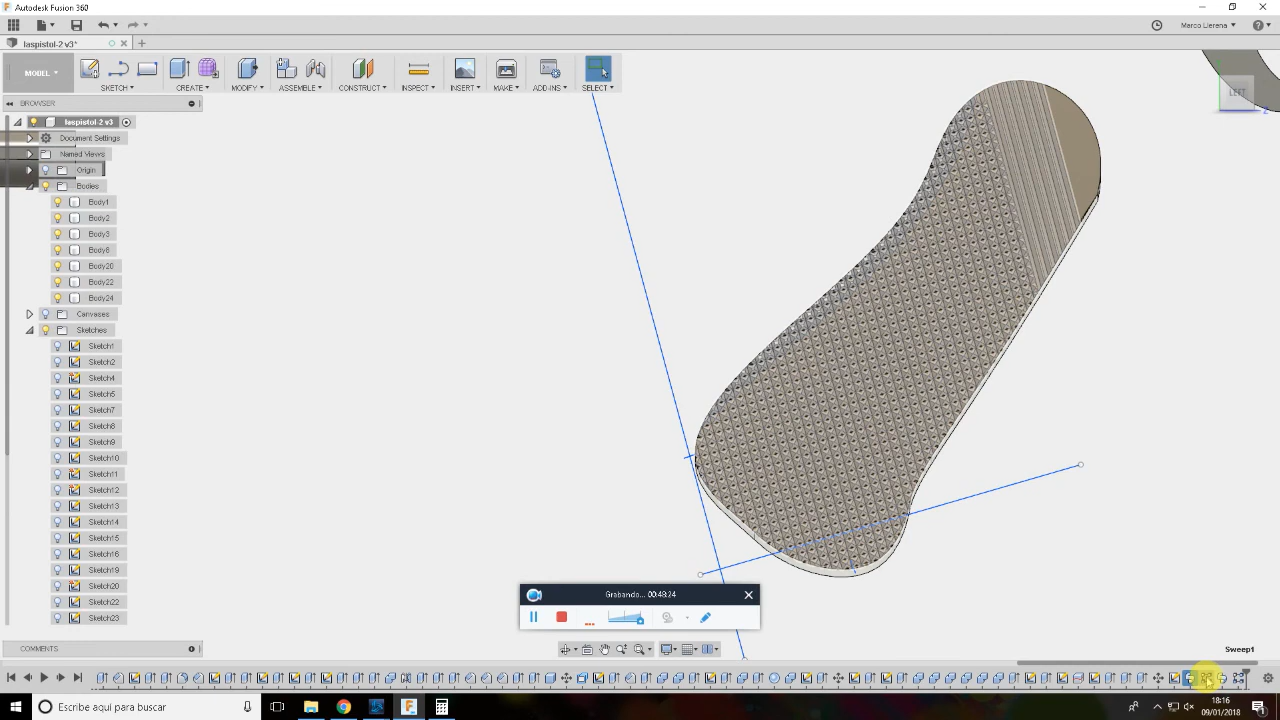 Autodesk Fusion 360
Marco Llerena
laspistol-2 v3*
MODEL
SKETCH
CREATE
MODIFY
ASSEMBLE
CONSTRUCT
INSPECT
INSERT
MAKE
ADD-INS
SELECT
LEFT
Z
BROWSER
laspistol-2 v3
Document Settings
Named Views
Origin
Bodies
Body1
Body2
Body3
Body8
Body20
Body22
Body24
Canvases
Sketches
Sketch1
Sketch2
Sketch4
Sketch5
Sketch7
Sketch8
Sketch9
Sketch10
Sketch11
Sketch12
Sketch13
Sketch14
Sketch15
Sketch16
Sketch19
Sketch20
Sketch22
Sketch23
Grabando... 00:48:24
COMMENTS
Sweep1
Escribe aquí para buscar
18:16
09/01/2018